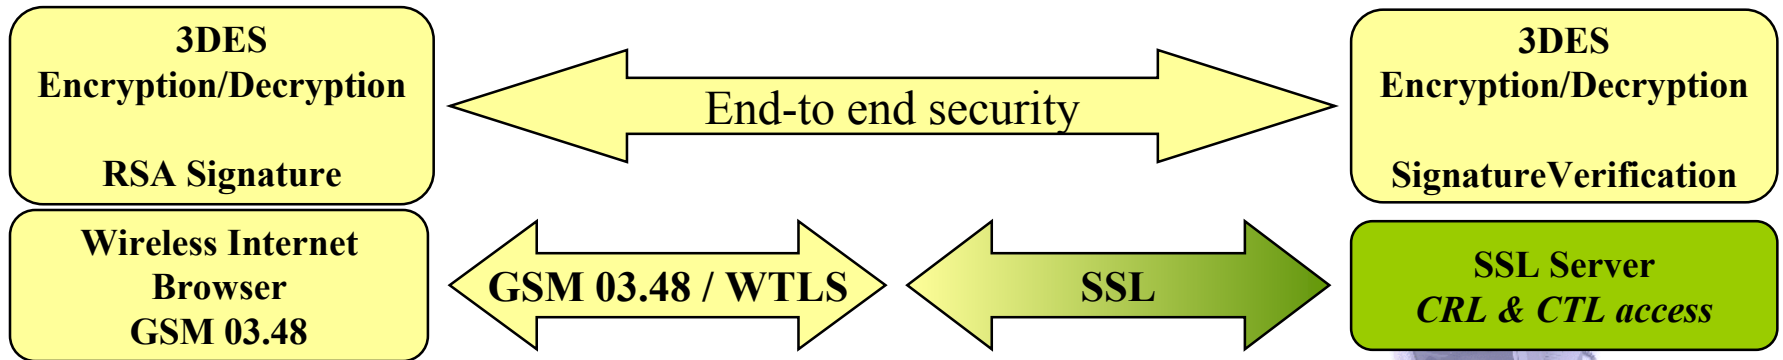 3DES
Encryption/Decryption
RSA Signature
End-to end security
3DES
Encryption/Decryption
SignatureVerification
Wireless Internet
Browser
GSM 03.48
GSM 03.48 / WTLS
SSL
SSL Server
CRL & CTL access